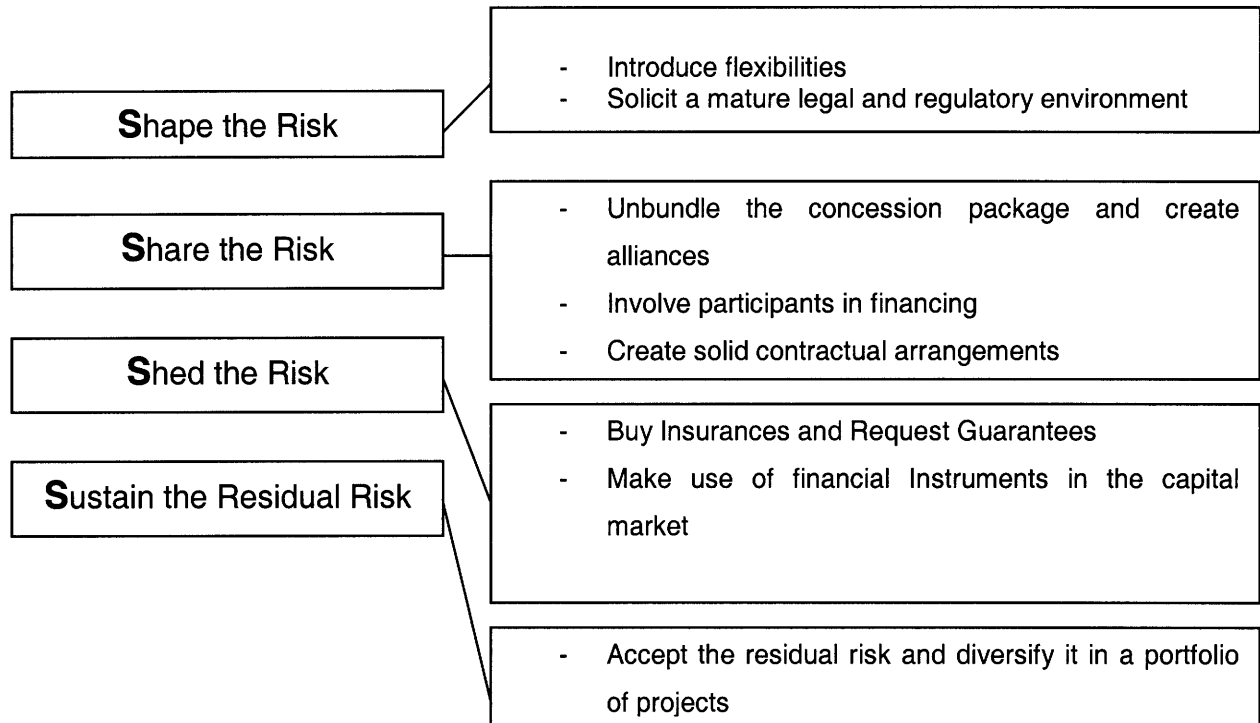 Shape the Risk
- Introduce flexibilities
- Solicit a mature legal and regulatory environment
Share the Risk
- Unbundle the concession package and create
alliances
- Involve participants in financing
- Create solid contractual arrangements
Shed the Risk
- Buy Insurances and Request Guarantees
- Make use of financial Instruments in the capital
market
Sustain the Residual Risk
- Accept the residual risk and diversify it in a portfolio
of projects